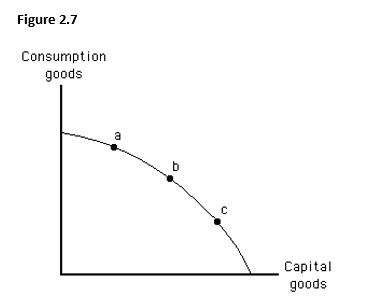 Figure 2.7
Consumption
goods
a
b
c
Capital
goods